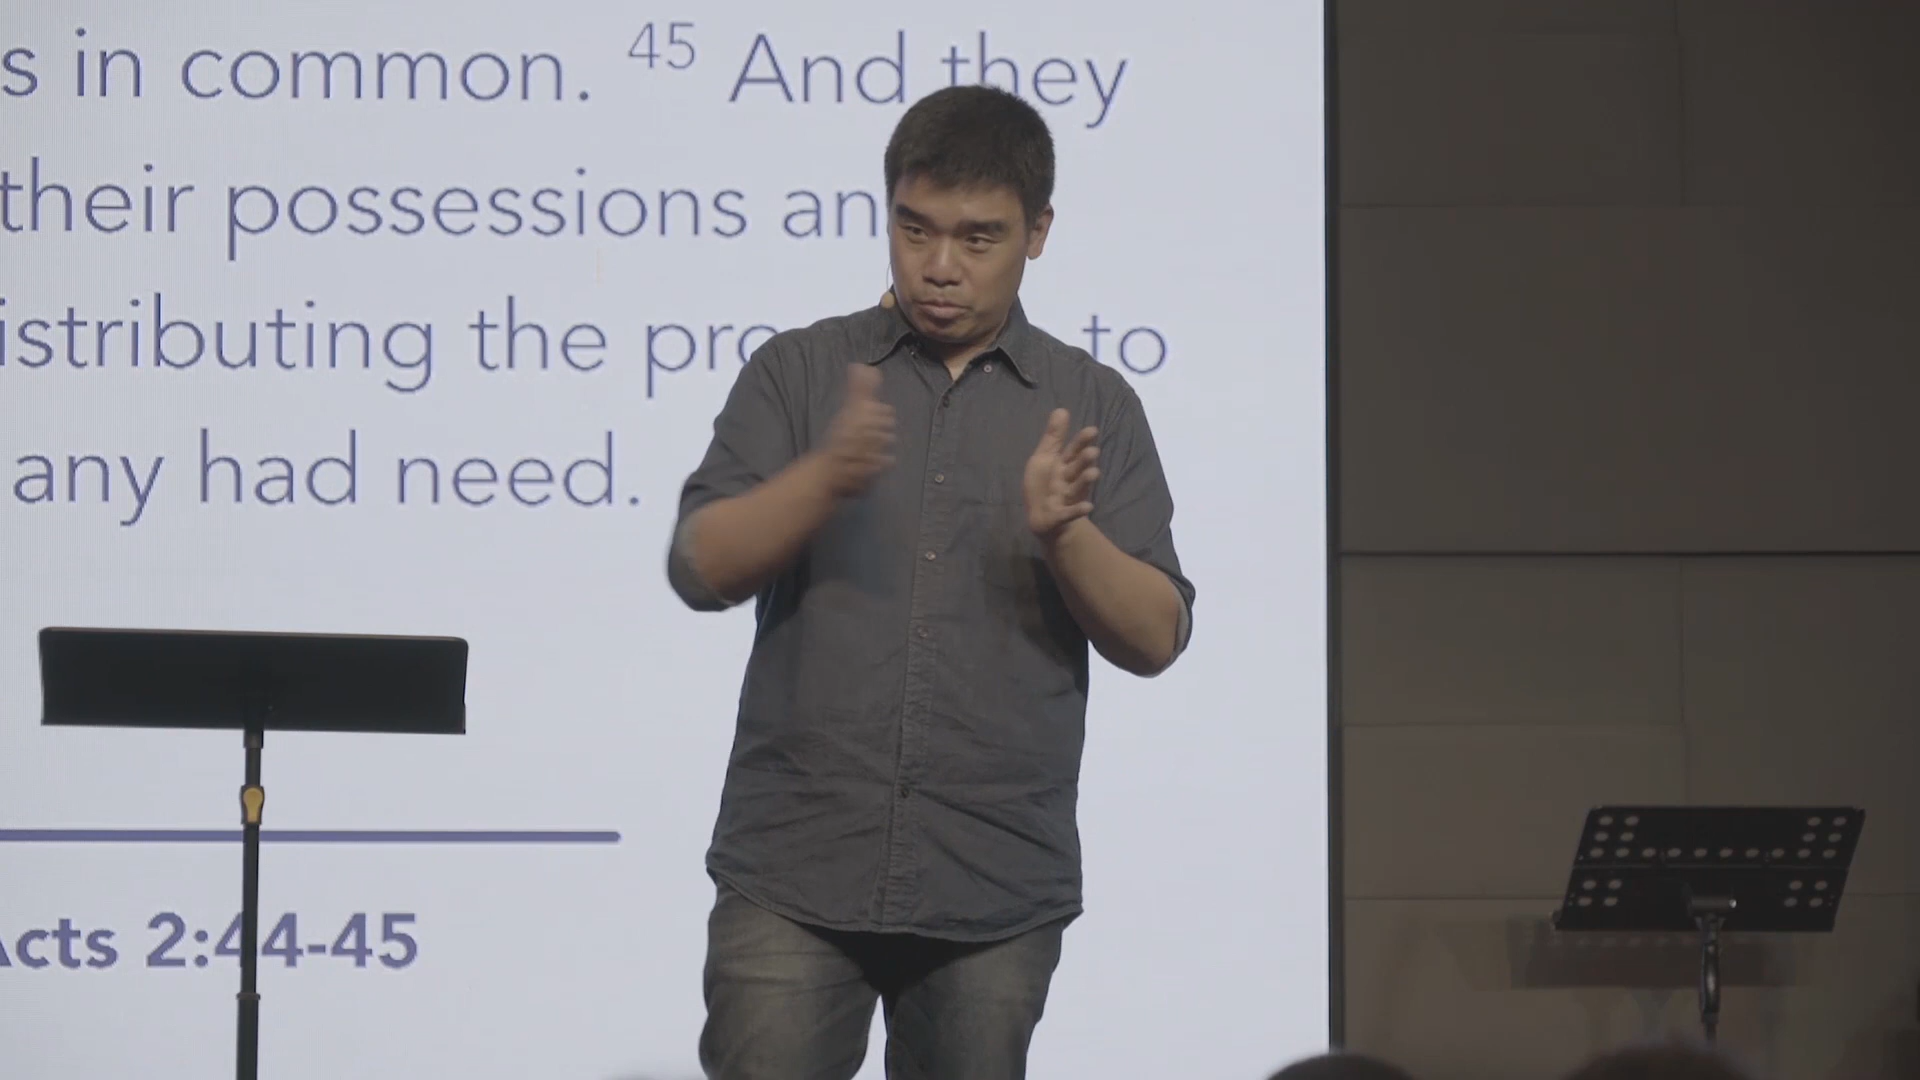 s in common. 45 And they
their possessions an
istributing the pro to
any had need.
Acts 2:44-45